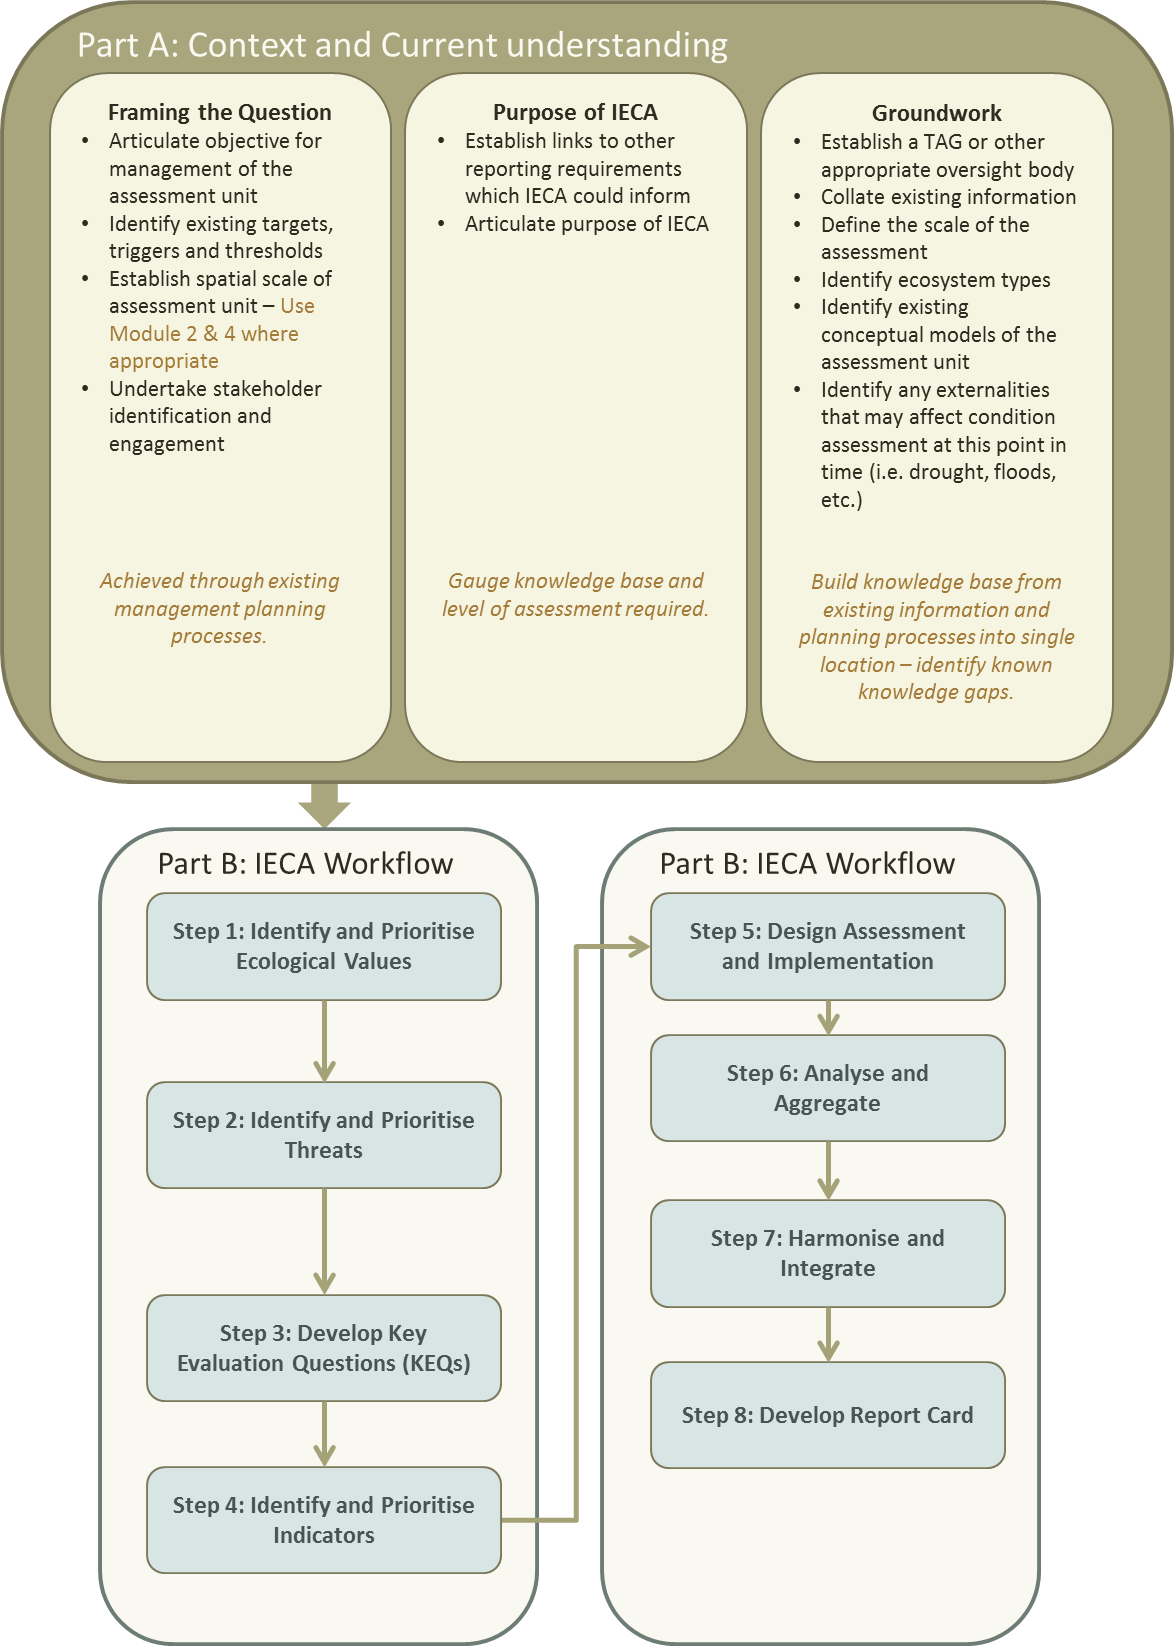 Part A: Context and Current understanding
Framing the Question
• Articulate objective for
management of the
assessment unit
• Identify existing targets,
triggers and thresholds
• Establish spatial scale of
assessment unit – Use
Module 2 & 4 where
appropriate
• Undertake stakeholder
identification and
engagement
Achieved through existing
management planning
processes.
Purpose of IECA
• Establish links to other
reporting requirements
which IECA could inform
• Articulate purpose of IECA
Gauge knowledge base and
level of assessment required.
Groundwork
• Establish a TAG or other
appropriate oversight body
• Collate existing information
• Define the scale of the
assessment
• Identify ecosystem types
• Identify existing
conceptual models of the
assessment unit
• Identify any externalities
that may affect condition
assessment at this point in
time (i.e. drought, floods,
etc.)
Build knowledge base from
existing information and
planning processes into single
location – identify known
knowledge gaps.
Part B: IECA Workflow
Step 1: Identify and Prioritise
Ecological Values
Step 2: Identify and Prioritise
Threats
Step 3: Develop Key
Evaluation Questions (KEQs)
Step 4: Identify and Prioritise
Indicators
Part B: IECA Workflow
Step 5: Design Assessment
and Implementation
Step 6: Analyse and
Aggregate
Step 7: Harmonise and
Integrate
Step 8: Develop Report Card